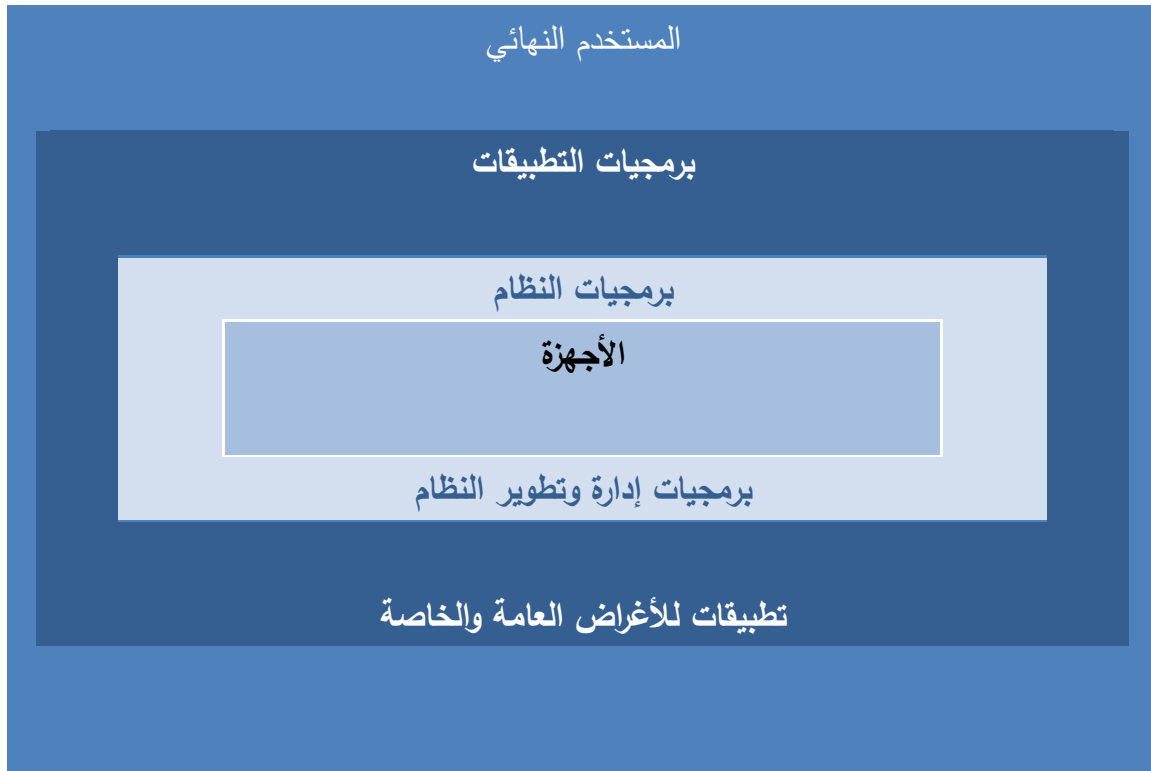 المستخدم النهائي
برمجيات التطبيقات
برمجيات النظام
الأجهزة
برمجيات إدارة وتطوير النظام
تطبيقات للأغراض العامة والخاصة